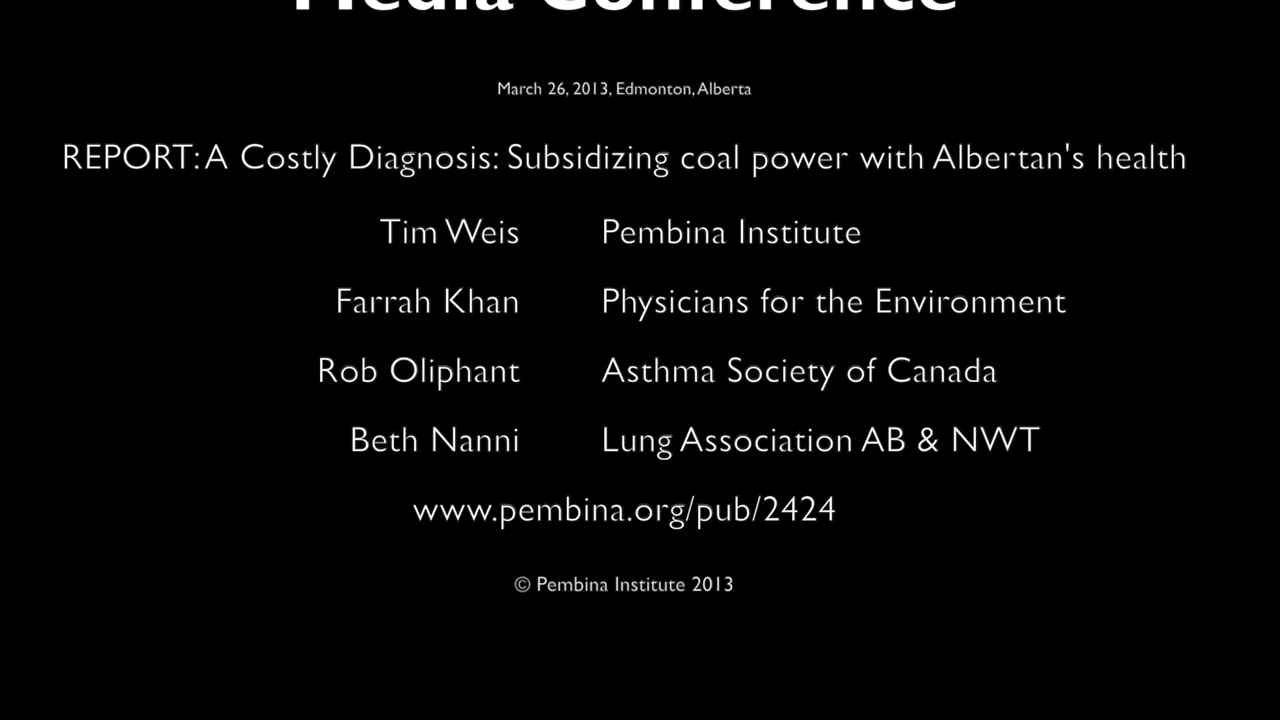 Media Conference
March 26, 2013, Edmonton, Alberta
REPORT: A Costly Diagnosis: Subsidizing coal power with Albertan's health
Tim Weis Pembina Institute
Farrah Khan Physicians for the Environment
Rob Oliphant Asthma Society of Canada
Beth Nanni Lung Association AB & NWT
www.pembina.org/pub/2424
© Pembina Institute 2013